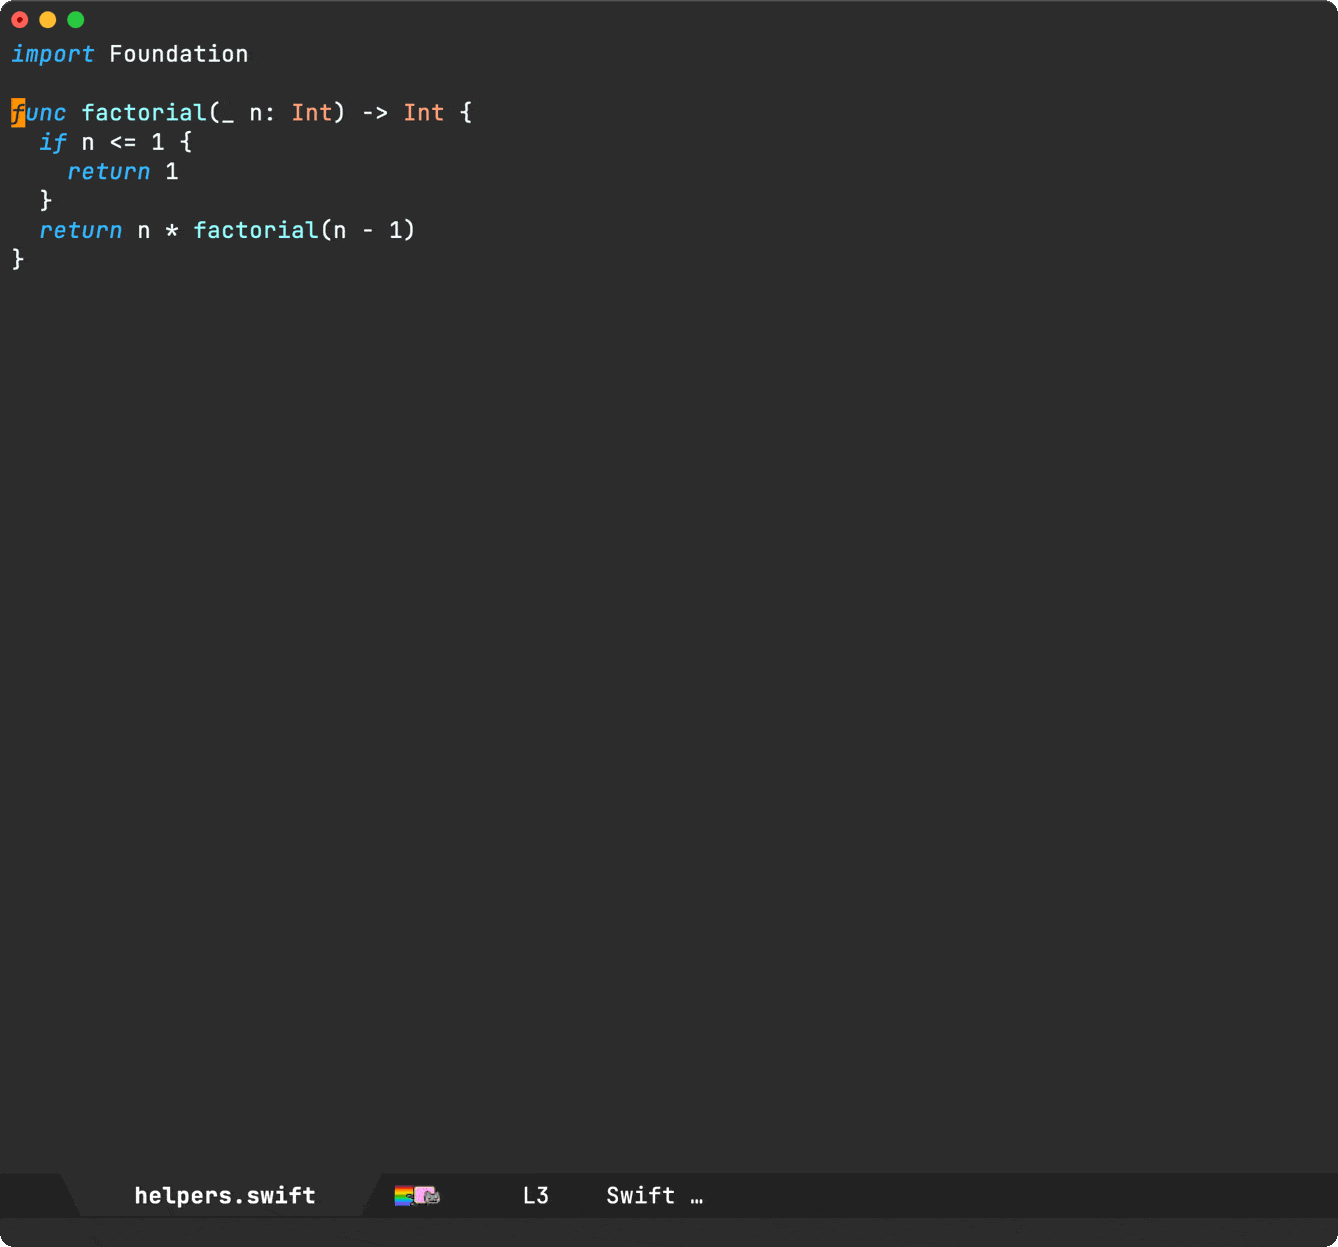 import Foundation
func factorial(_ n: Int) -> Int {
  if n <= 1 {
    return 1
  }
  return n * factorial(n - 1)
}
helpers.swift L3 Swift …